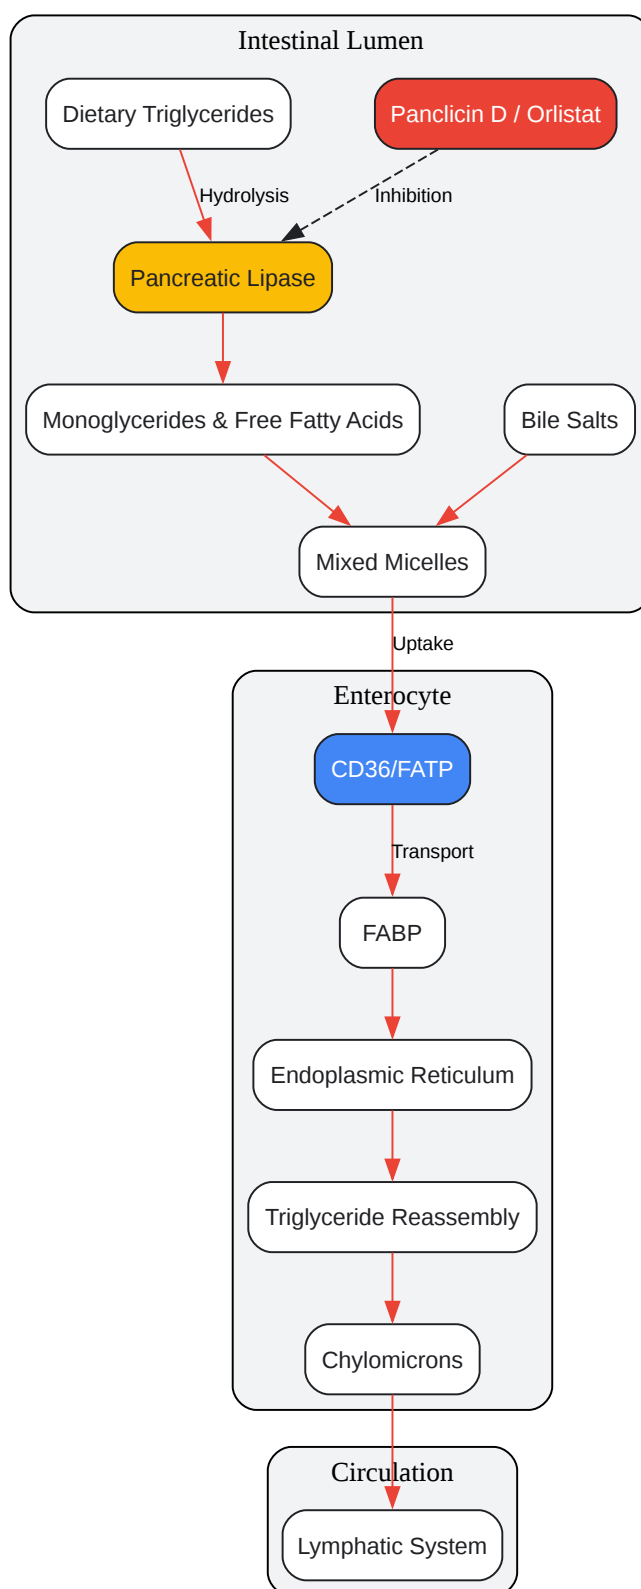 Intestinal Lumen
Dietary Triglycerides
Panclicin D / Orlistat
Hydrolysis
Inhibition
Pancreatic Lipase
Monoglycerides & Free Fatty Acids
Bile Salts
Mixed Micelles
Uptake
Enterocyte
CD36/FATP
Transport
FABP
Endoplasmic Reticulum
Triglyceride Reassembly
Chylomicrons
Circulation
Lymphatic System